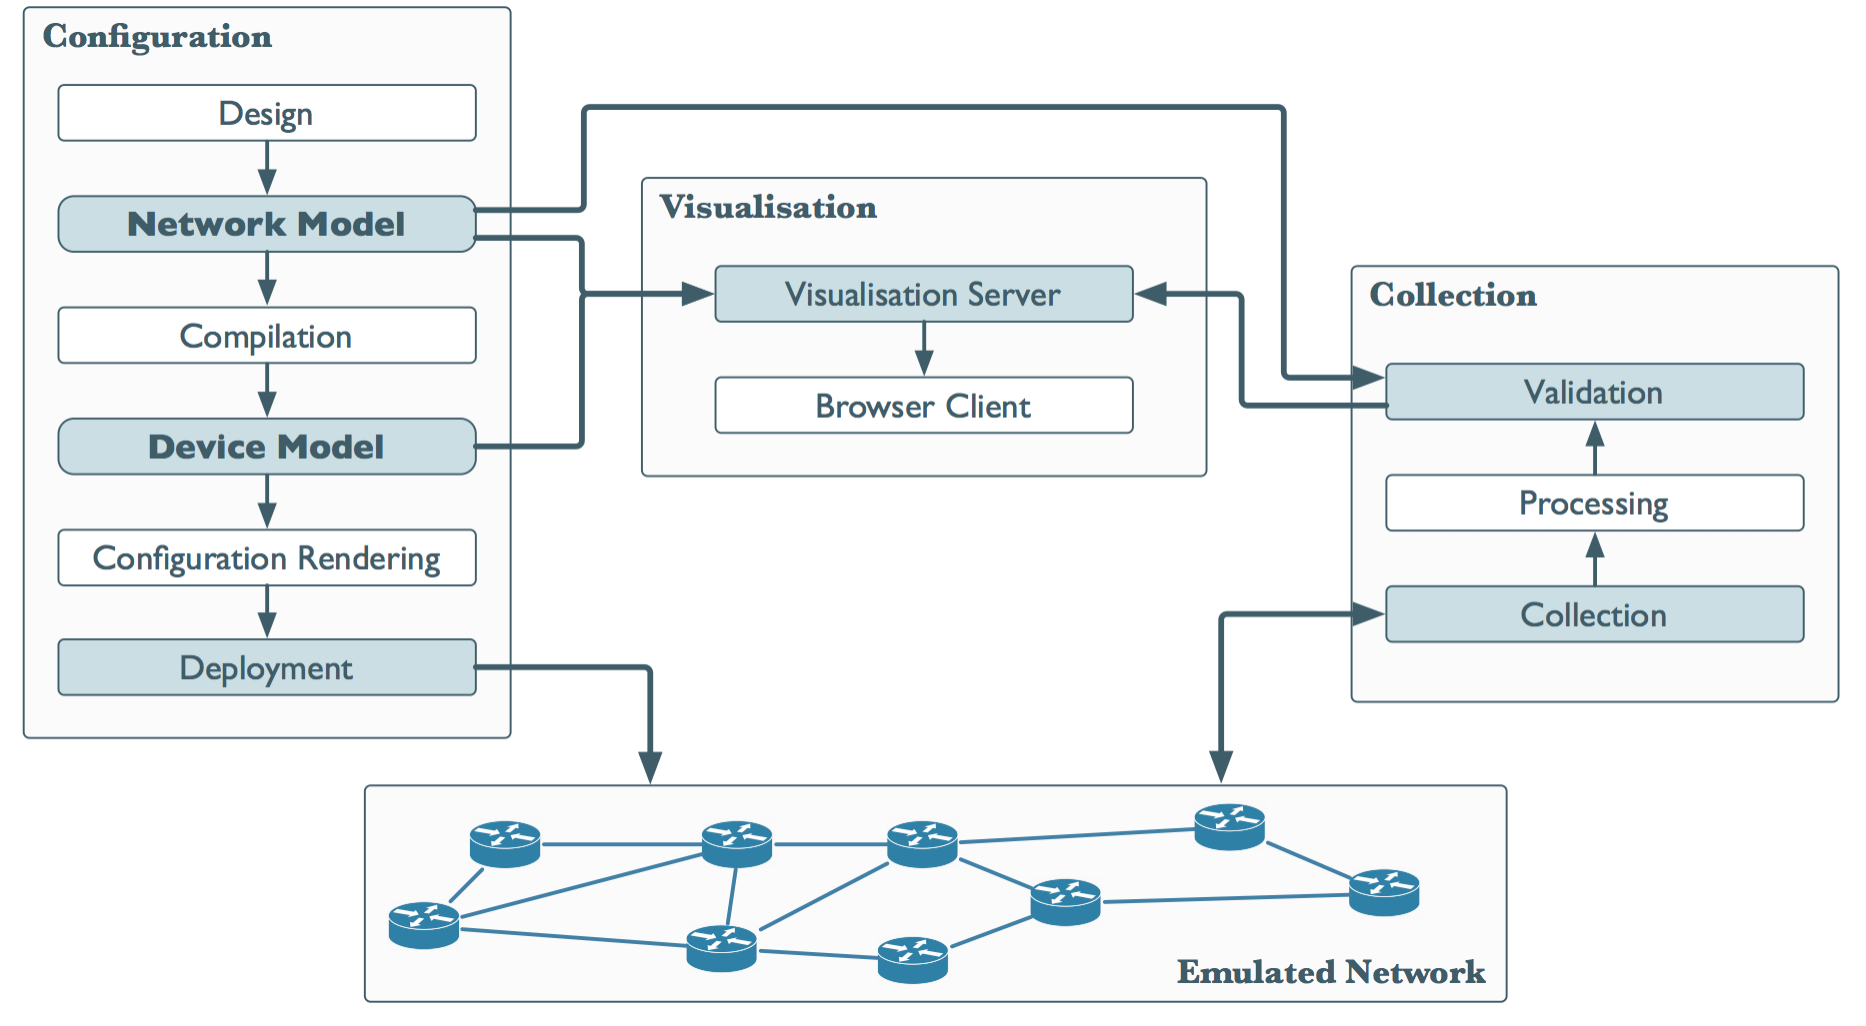 Configuration
Design
Network Model
Compilation
Device Model
Configuration Rendering
Deployment
Visualisation
Visualisation Server
Browser Client
Collection
Validation
Processing
Collection
Emulated Network